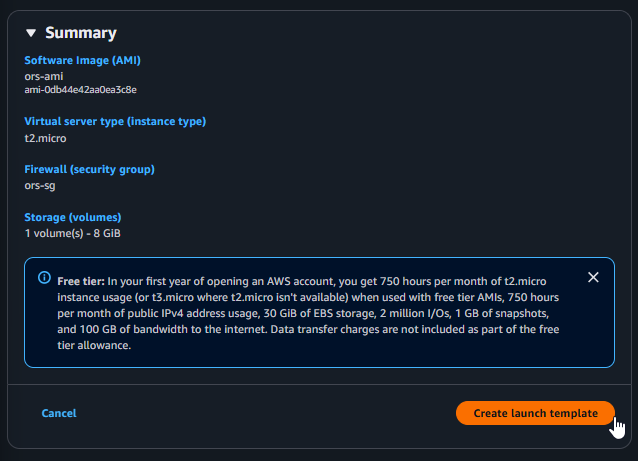 Summary
Software Image (AMI)
ors-ami
ami-0db44e42aa0ea3c8e
Virtual server type (instance type)
t2.micro
Firewall (security group)
ors-sg
Storage (volumes)
1 volume(s) - 8 GiB
Free tier: In your first year of opening an AWS account, you get 750 hours per month of t2.micro
instance usage (or t3.micro where t2.micro isn't available) when used with free tier AMIs, 750 hours
per month of public IPv4 address usage, 30 GiB of EBS storage, 2 million I/Os, 1 GB of snapshots,
and 100 GB of bandwidth to the internet. Data transfer charges are not included as part of the free
tier allowance.
Cancel
Create launch template